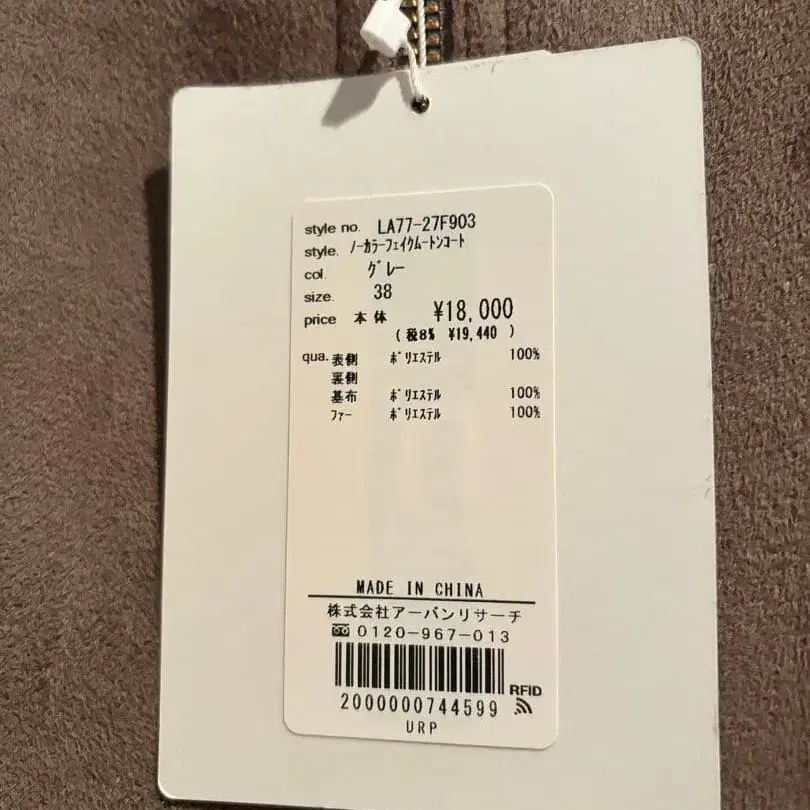 style no. LA77-27F903
style. ﾉｰｶﾗｰﾌｪｲｸﾑｰﾄﾝｺｰﾄ
col. ｸﾞﾚｰ
size. 38
price 本体 ¥18,000
( 税8% ¥19,440 )
qua. 表側 ﾎﾟﾘｴｽﾃﾙ 100%
裏側
基布 ﾎﾟﾘｴｽﾃﾙ 100%
ﾌｧｰ ﾎﾟﾘｴｽﾃﾙ 100%
MADE IN CHINA
株式会社アーバンリサーチ
0120-967-013
RFID
2000000744599
URP